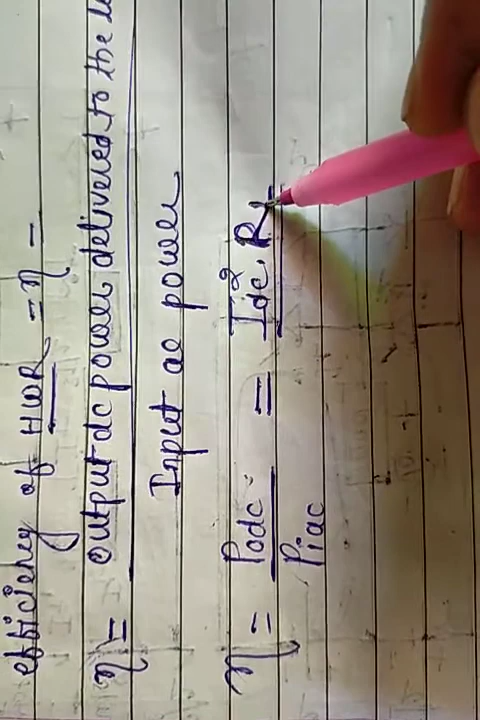 efficiency of HWR = η =
η = output dc power delivered to the
Input ac power
η = Podc = I²dc. RL
Piac